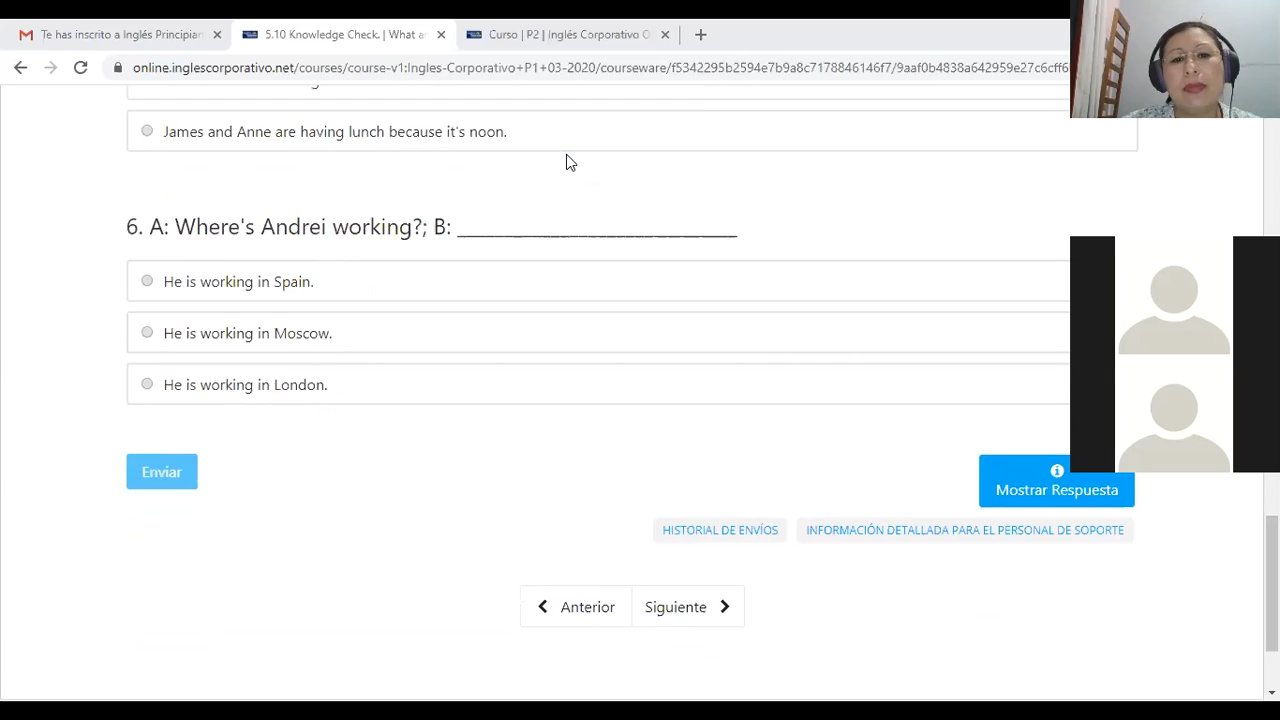 Te has inscrito a Inglés Principian
5.10 Knowledge Check. | What a
Curso | P2 | Inglés Corporativo O
online.inglescorporativo.net/courses/course-v1:Ingles-Corporativo+P1+03-2020/courseware/f5342295b2594e7b9a8c7178846146f7/9aaf0b4838a642959e27c6cff6
James and Anne are having lunch because it's noon.
6. A: Where's Andrei working?; B: ___________________________
He is working in Spain.
He is working in Moscow.
He is working in London.
Enviar
Mostrar Respuesta
HISTORIAL DE ENVÍOS
INFORMACIÓN DETALLADA PARA EL PERSONAL DE SOPORTE
Anterior
Siguiente